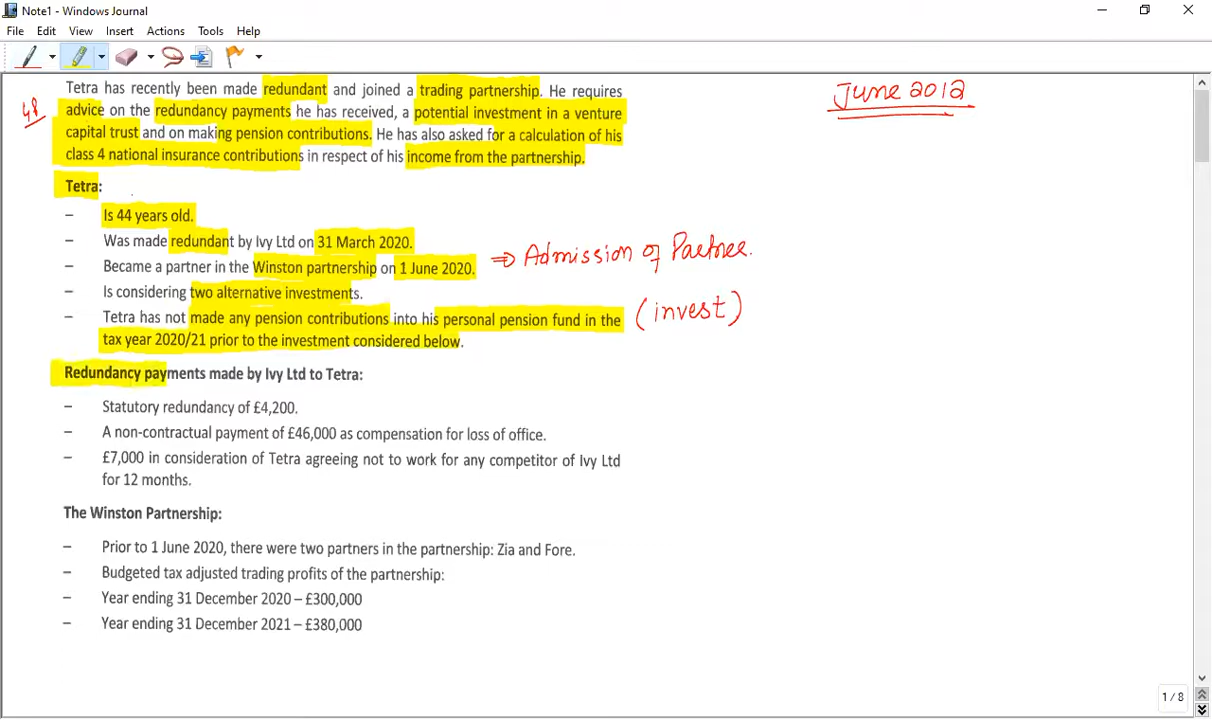 Note1 - Windows Journal
File Edit View Insert Actions Tools Help
June 2012
48
Tetra has recently been made redundant and joined a trading partnership. He requires
advice on the redundancy payments he has received, a potential investment in a venture
capital trust and on making pension contributions. He has also asked for a calculation of his
class 4 national insurance contributions in respect of his income from the partnership.
Tetra:
– Is 44 years old.
– Was made redundant by Ivy Ltd on 31 March 2020.
– Became a partner in the Winston partnership on 1 June 2020. ⇒ Admission of Partner.
– Is considering two alternative investments.
– Tetra has not made any pension contributions into his personal pension fund in the (invest)
tax year 2020/21 prior to the investment considered below.
Redundancy payments made by Ivy Ltd to Tetra:
– Statutory redundancy of £4,200.
– A non-contractual payment of £46,000 as compensation for loss of office.
– £7,000 in consideration of Tetra agreeing not to work for any competitor of Ivy Ltd
for 12 months.
The Winston Partnership:
– Prior to 1 June 2020, there were two partners in the partnership: Zia and Fore.
– Budgeted tax adjusted trading profits of the partnership:
– Year ending 31 December 2020 – £300,000
– Year ending 31 December 2021 – £380,000
1 / 8